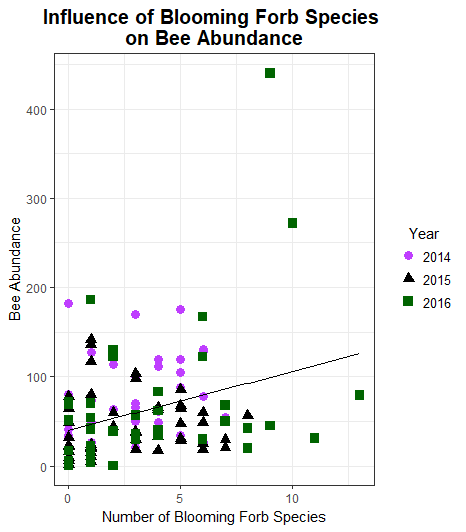 Influence of Blooming Forb Species
on Bee Abundance
Bee Abundance
400
300
200
100
0
0 5 10
Number of Blooming Forb Species
Year
2014
2015
2016